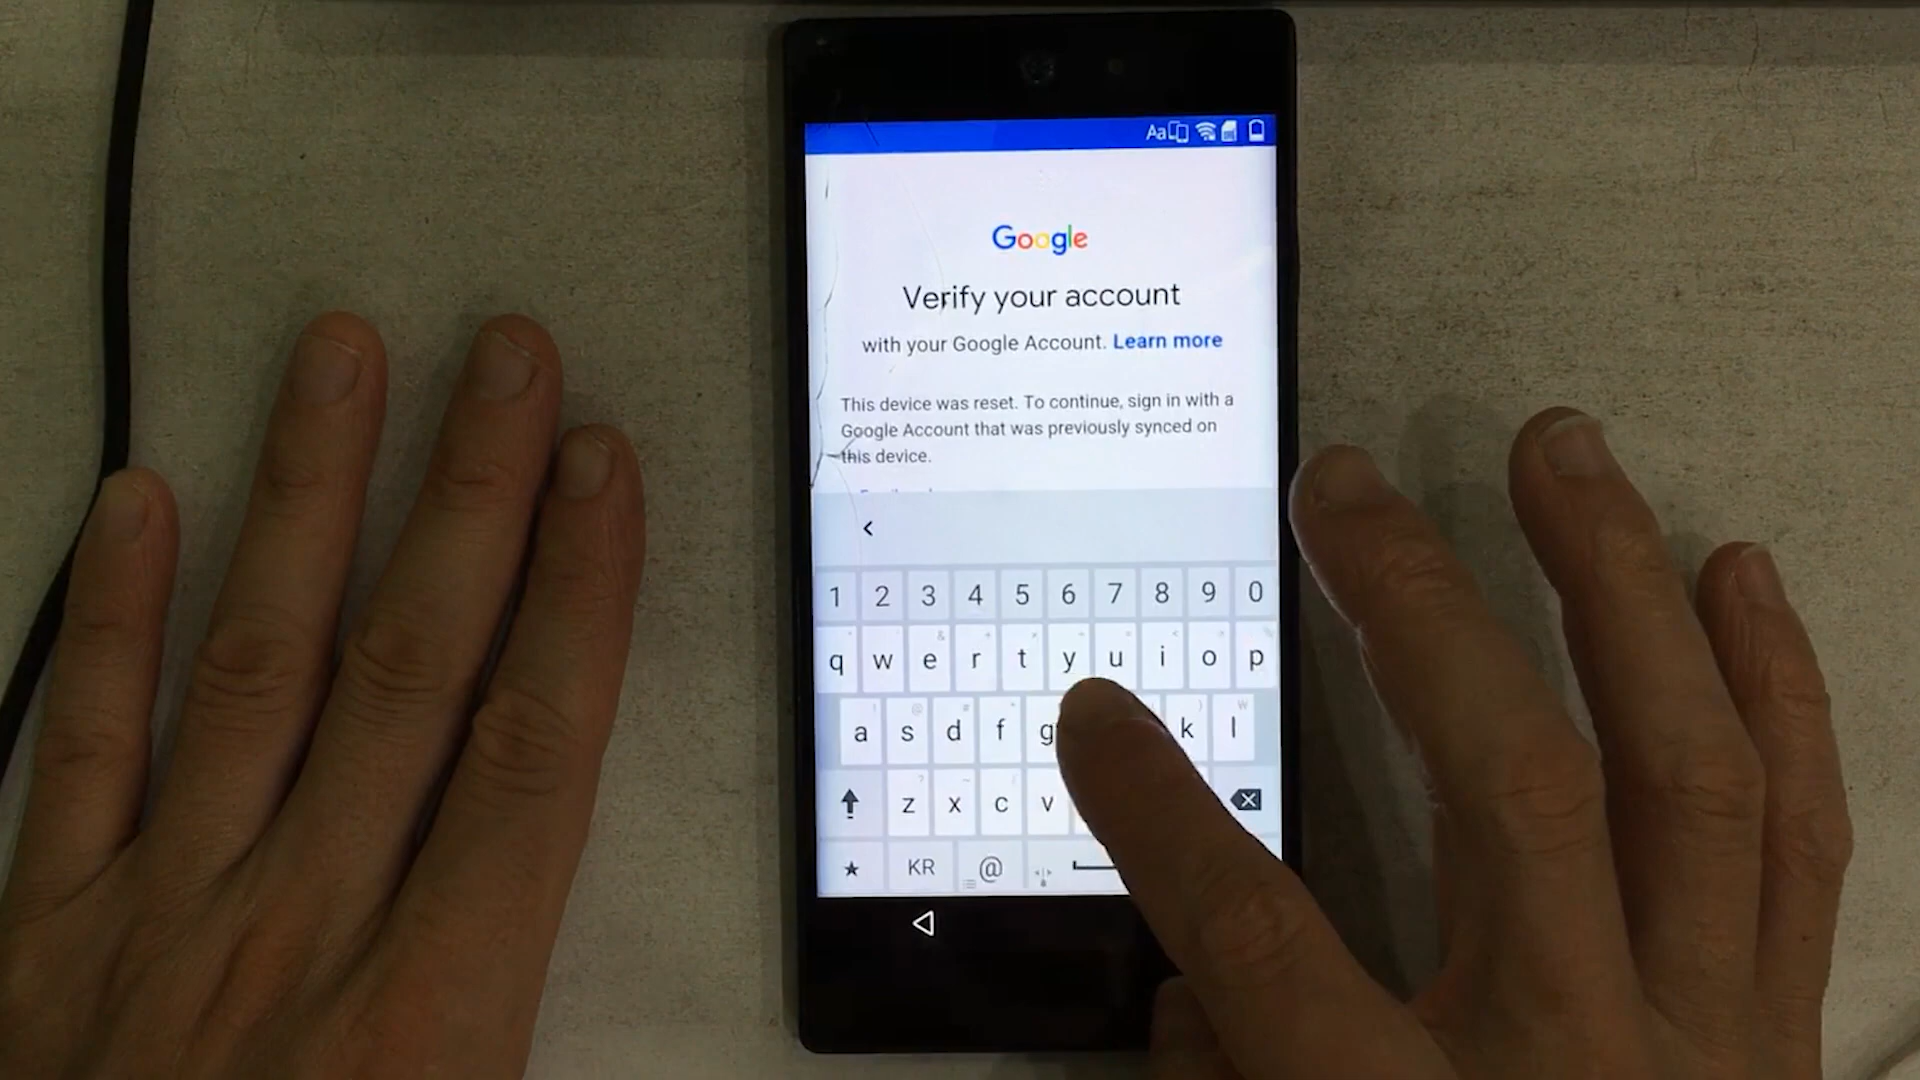 Aa
Google
Verify your account
with your Google Account. Learn more
This device was reset. To continue, sign in with a
Google Account that was previously synced on
this device.
1 2 3 4 5 6 7 8 9 0
q w e r t y u i o p
a s d f g k l
z x c v
KR @